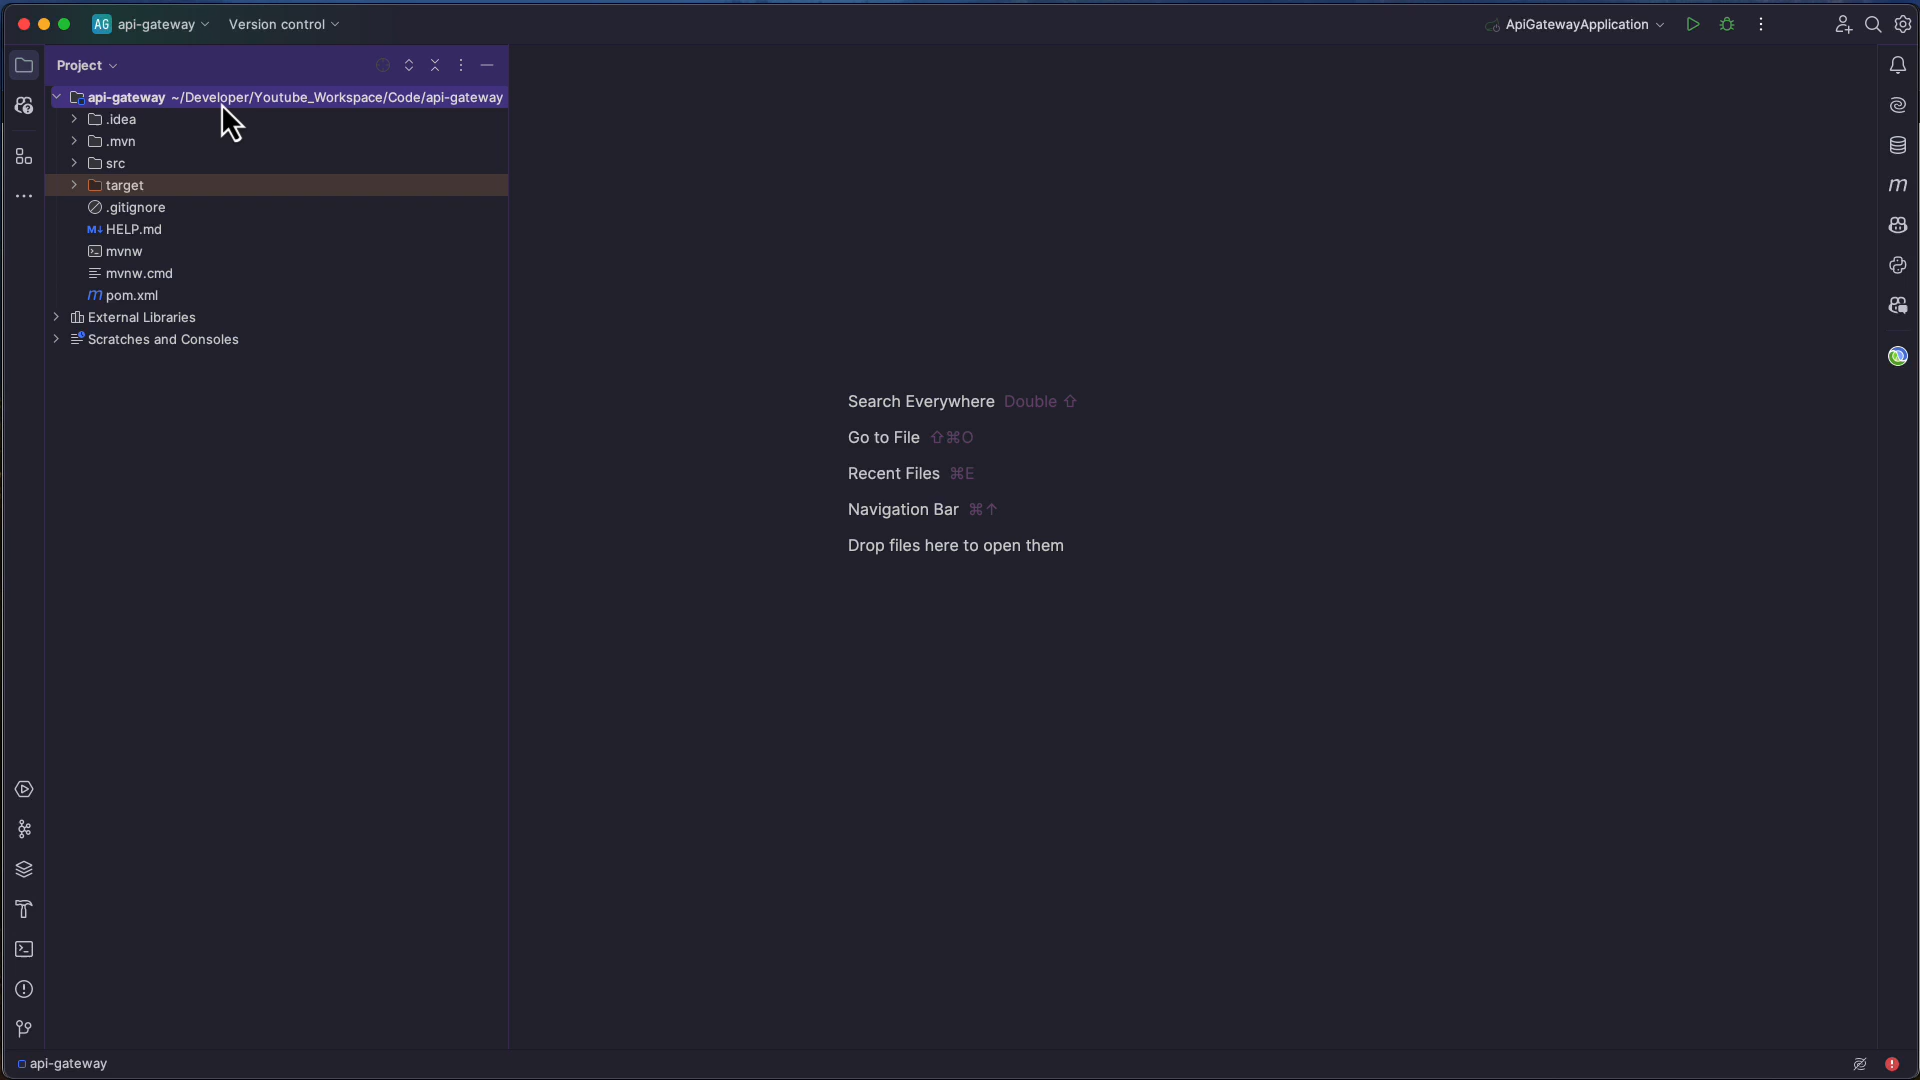 AG api-gateway Version control ApiGatewayApplication
Project
api-gateway ~/Developer/Youtube_Workspace/Code/api-gateway
.idea
.mvn
src
target
.gitignore
M↓ HELP.md
mvnw
mvnw.cmd
m pom.xml
External Libraries
Scratches and Consoles
Search Everywhere Double ⇧
Go to File ⇧⌘O
Recent Files ⌘E
Navigation Bar ⌘↑
Drop files here to open them
m
api-gateway